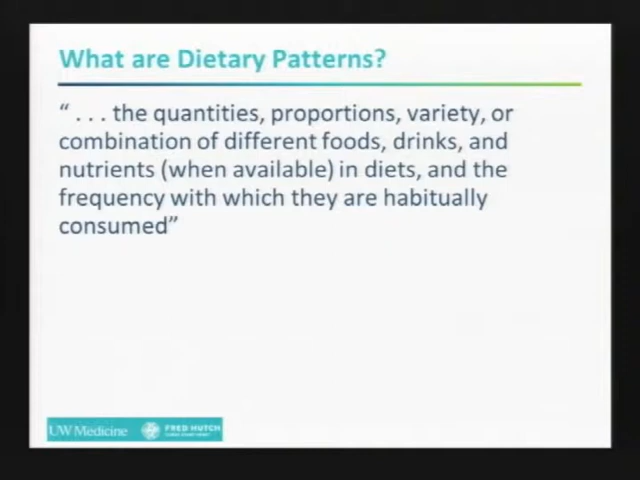 What are Dietary Patterns?
“ . . . the quantities, proportions, variety, or
combination of different foods, drinks, and
nutrients (when available) in diets, and the
frequency with which they are habitually
consumed”
UW Medicine
FRED HUTCH